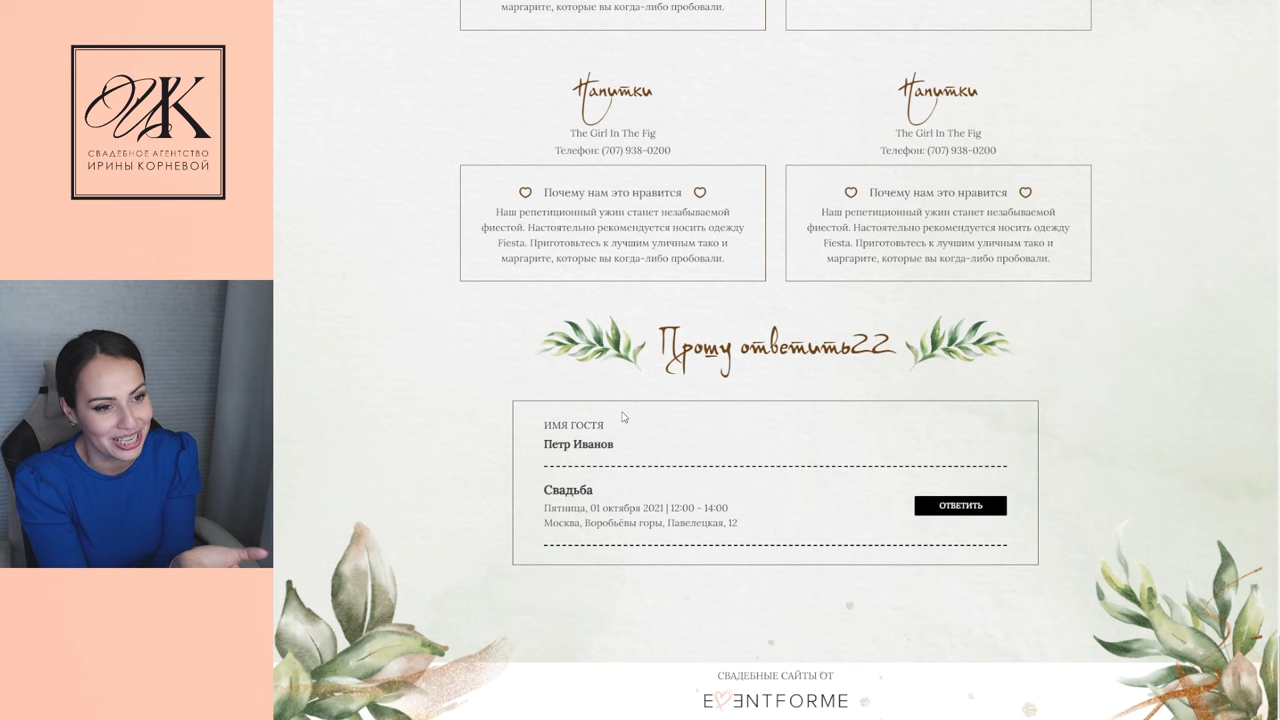 ИК
СВАДЕБНОЕ АГЕНТСТВО
ИРИНЫ КОРНЕВОЙ
маргарите, которые вы когда-либо пробовали.
Напитки
The Girl In The Fig
Телефон: (707) 938-0200
Почему нам это нравится
Наш репетиционный ужин станет незабываемой
фиестой. Настоятельно рекомендуется носить одежду
Fiesta. Приготовьтесь к лучшим уличным тако и
маргарите, которые вы когда-либо пробовали.
Напитки
The Girl In The Fig
Телефон: (707) 938-0200
Почему нам это нравится
Наш репетиционный ужин станет незабываемой
фиестой. Настоятельно рекомендуется носить одежду
Fiesta. Приготовьтесь к лучшим уличным тако и
маргарите, которые вы когда-либо пробовали.
Прошу ответить22
ИМЯ ГОСТЯ
Петр Иванов
Свадьба
Пятница, 01 октября 2021 | 12:00 - 14:00
Москва, Воробьёвы горы, Павелецкая, 12
ОТВЕТИТЬ
СВАДЕБНЫЕ САЙТЫ ОТ
EVENTFORME